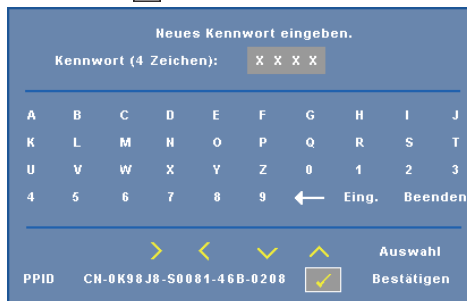 Neues Kennwort eingeben.
Kennwort (4 Zeichen): X X X X
A B C D E F G H I J
K L M N O P Q R S T
U V W X Y Z 0 1 2 3
4 5 6 7 8 9 ← Eing. Beenden
Auswahl
PPID CN-0K98J8-S0081-46B-0208 ✓ Bestätigen